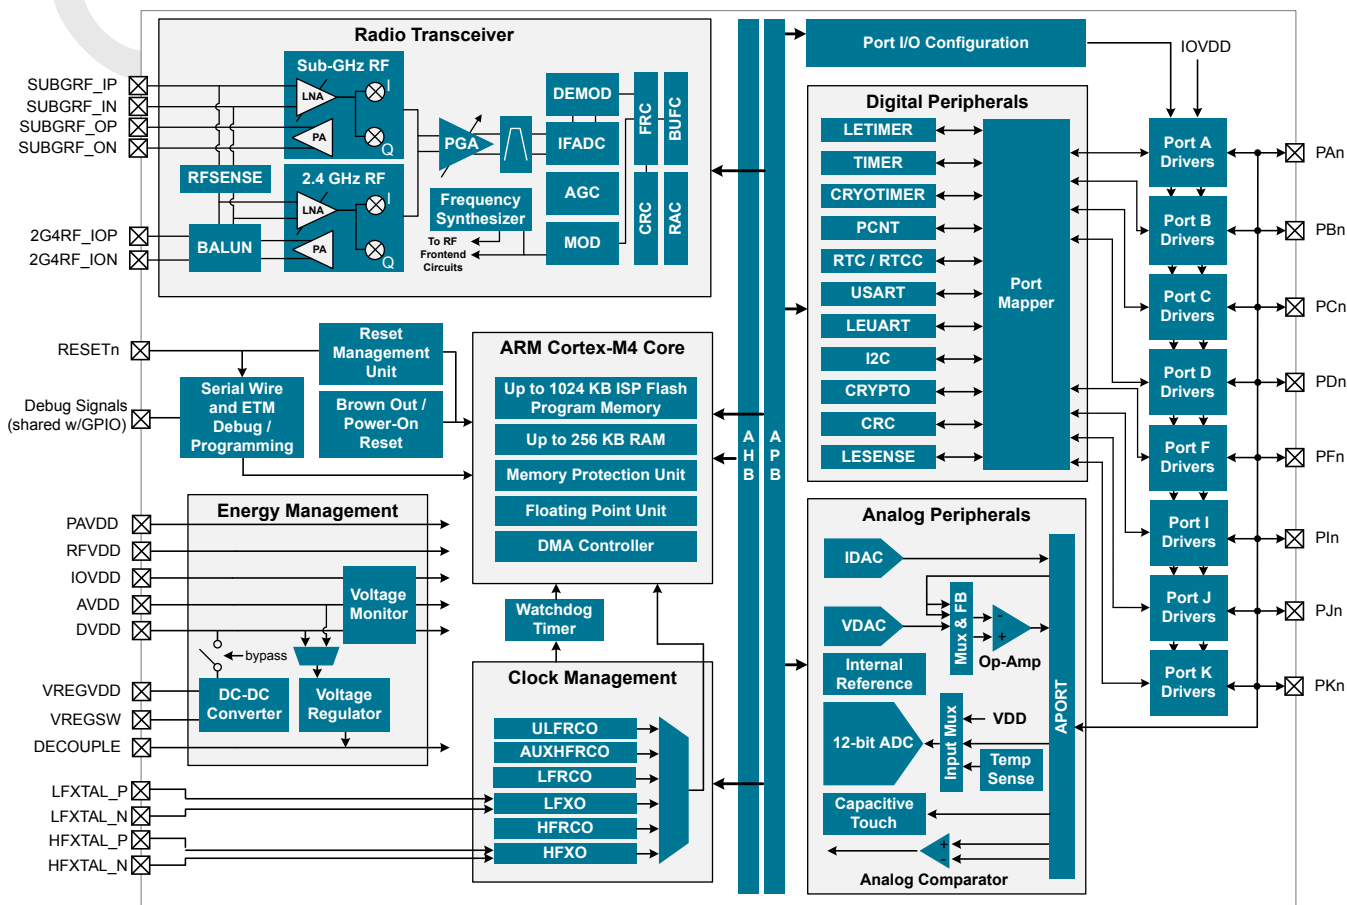 Radio Transceiver
Port I/O Configuration
IOVDD
SUBGRF_IP
SUBGRF_IN
SUBGRF_OP
SUBGRF_ON
2G4RF_IOP
2G4RF_ION
Sub-GHz RF
LNA
I
PA
Q
RFSENSE
2.4 GHz RF
LNA
I
BALUN
PA
Q
PGA
Frequency
Synthesizer
To RF
Frontend
Circuits
DEMOD
IFADC
AGC
MOD
FRC
BUFC
CRC
RAC
RESETn
Debug Signals
(shared w/GPIO)
Reset
Management
Unit
Serial Wire
and ETM
Debug /
Programming
Brown Out /
Power-On
Reset
ARM Cortex-M4 Core
Up to 1024 KB ISP Flash
Program Memory
Up to 256 KB RAM
Memory Protection Unit
Floating Point Unit
DMA Controller
Energy Management
PAVDD
RFVDD
IOVDD
AVDD
DVDD
VREGVDD
VREGSW
DECOUPLE
Voltage
Monitor
bypass
DC-DC
Converter
Voltage
Regulator
Watchdog
Timer
Clock Management
ULFRCO
AUXHFRCO
LFRCO
LFXO
HFRCO
HFXO
LFXTAL_P
LFXTAL_N
HFXTAL_P
HFXTAL_N
AHB
APB
Digital Peripherals
LETIMER
TIMER
CRYOTIMER
PCNT
RTC / RTCC
USART
LEUART
I2C
CRYPTO
CRC
LESENSE
Port
Mapper
Analog Peripherals
IDAC
VDAC
Mux & FB
-
+
Op-Amp
Internal
Reference
12-bit ADC
Input Mux
VDD
Temp
Sense
Capacitive
Touch
+
-
Analog Comparator
APORT
Port A
Drivers
Port B
Drivers
Port C
Drivers
Port D
Drivers
Port F
Drivers
Port I
Drivers
Port J
Drivers
Port K
Drivers
PAn
PBn
PCn
PDn
PFn
PIn
PJn
PKn